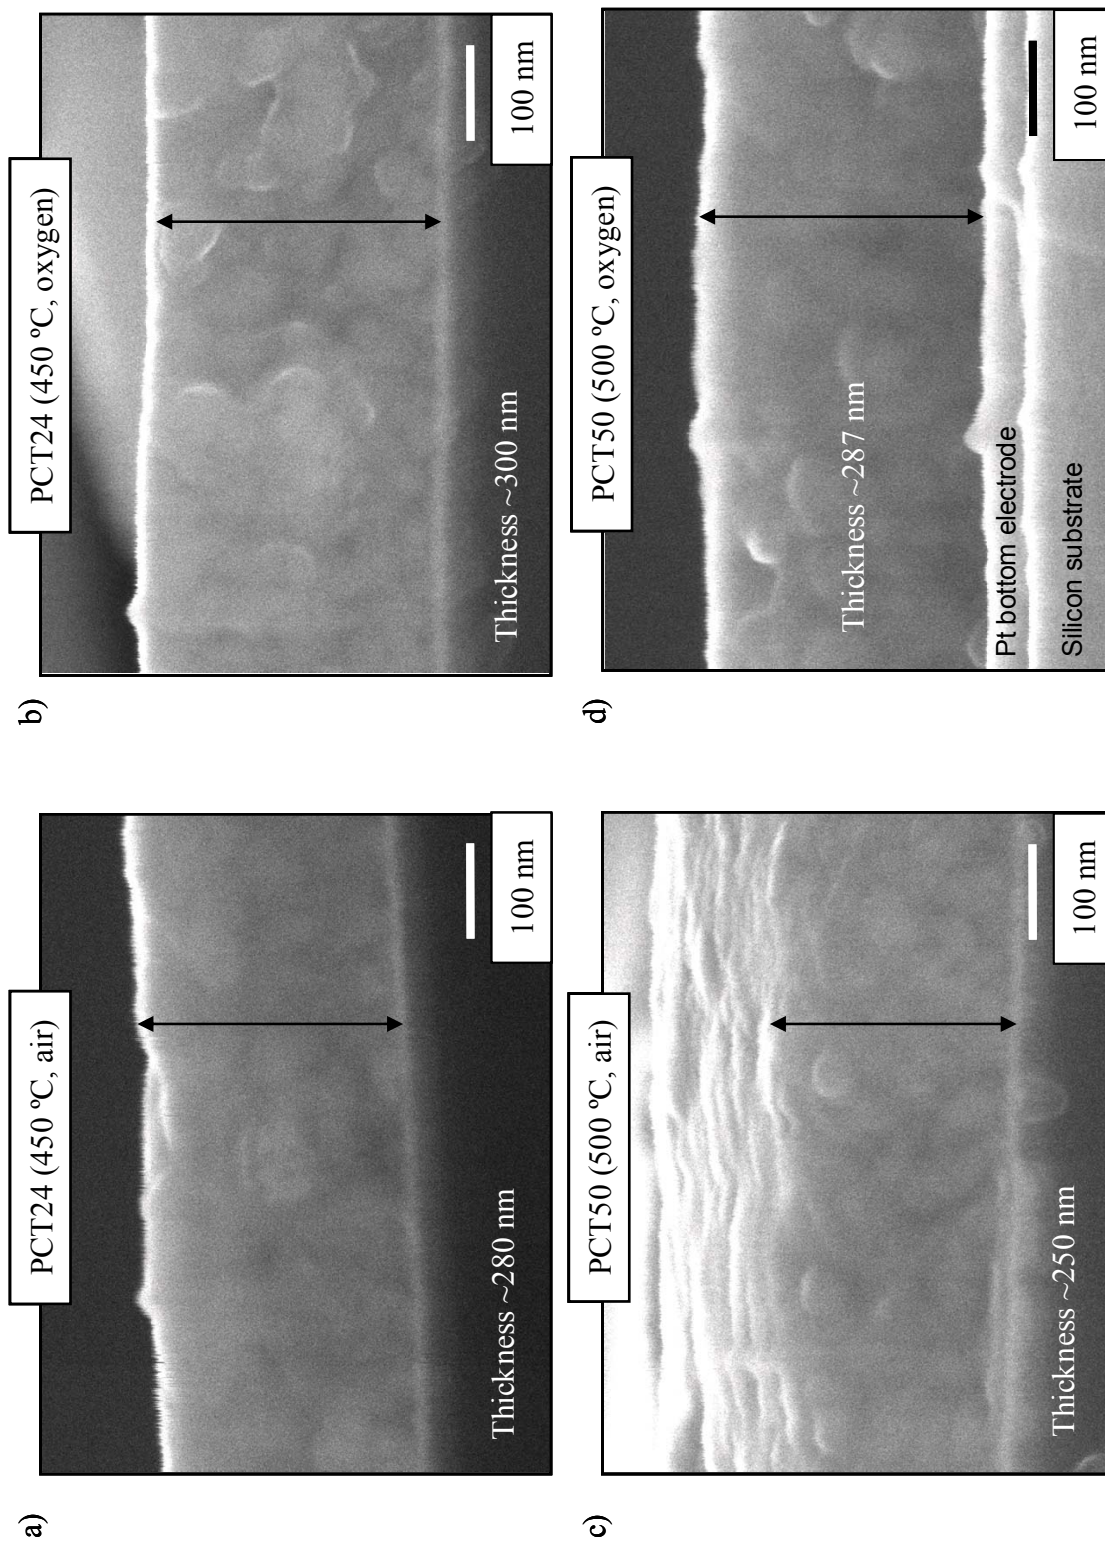 a)
PCT24 (450 ºC, air)
Thickness ~280 nm
100 nm
b)
PCT24 (450 ºC, oxygen)
Thickness ~300 nm
100 nm
c)
PCT50 (500 ºC, air)
Thickness ~250 nm
100 nm
d)
PCT50 (500 ºC, oxygen)
Thickness ~287 nm
Pt bottom electrode
Silicon substrate
100 nm